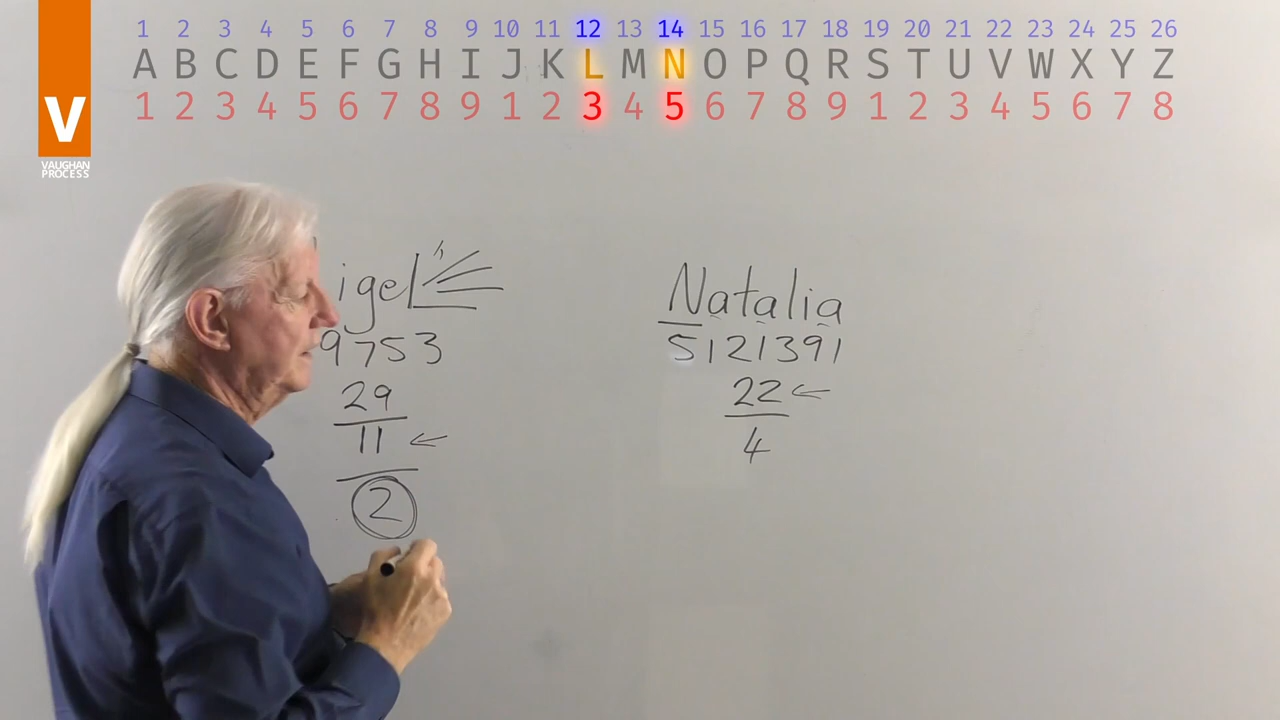 1 2 3 4 5 6 7 8 9 10 11 12 13 14 15 16 17 18 19 20 21 22 23 24 25 26
A B C D E F G H I J K L M N O P Q R S T U V W X Y Z
1 2 3 4 5 6 7 8 9 1 2 3 4 5 6 7 8 9 1 2 3 4 5 6 7 8
V
VAUGHAN
PROCESS
igel
9753
29
11
2
Natalia
5121391
22
4